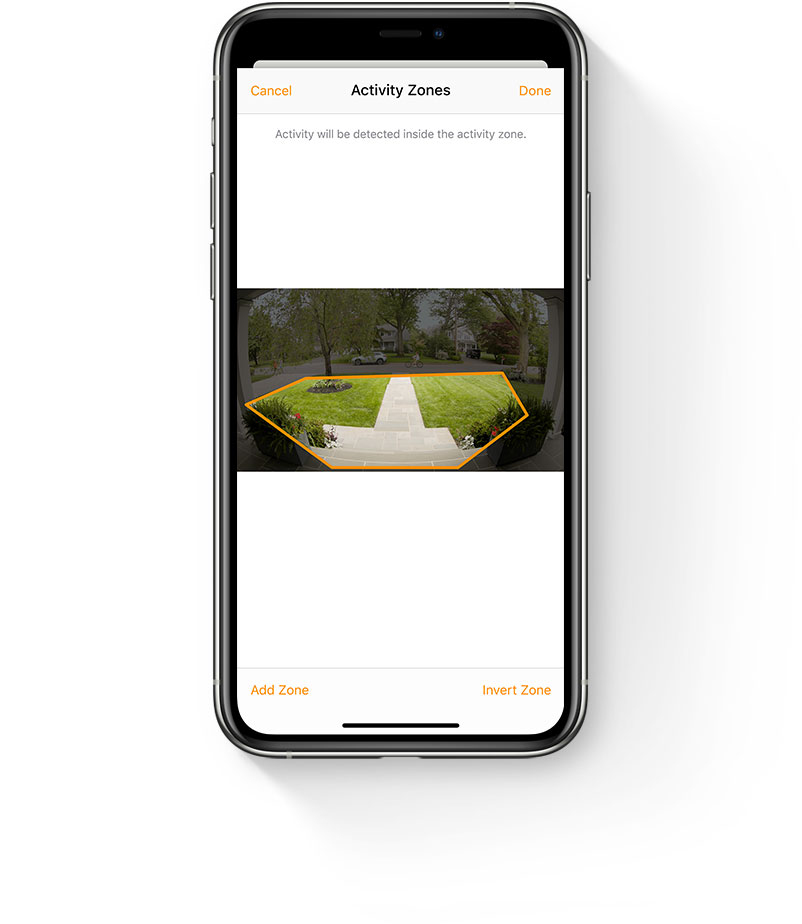 Cancel Activity Zones Done
Activity will be detected inside the activity zone.
Add Zone Invert Zone